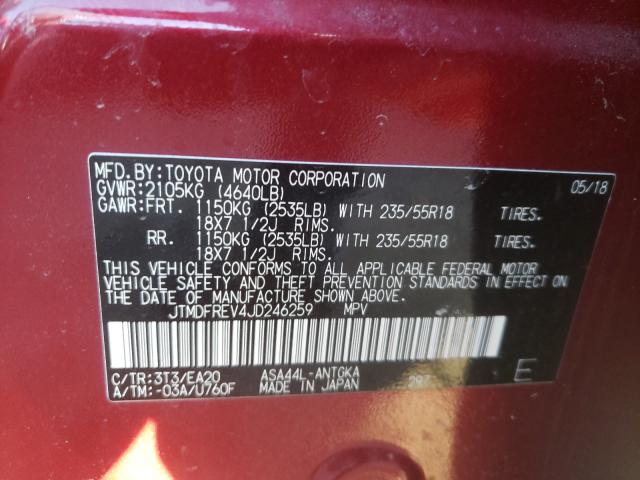 MFD.BY:TOYOTA MOTOR CORPORATION 05/18
GVWR:2105KG (4640LB)
GAWR:FRT. 1150KG (2535LB) WITH 235/55R18 TIRES.
18X7 1/2J RIMS.
RR. 1150KG (2535LB) WITH 235/55R18 TIRES.
18X7 1/2J RIMS.
THIS VEHICLE CONFORMS TO ALL APPLICABLE FEDERAL MOTOR
VEHICLE SAFETY AND THEFT PREVENTION STANDARDS IN EFFECT ON
THE DATE OF MANUFACTURE SHOWN ABOVE.
JTMDFREV4JD246259 MPV
C/TR:3T3/EA20 ASA44L-ANTGKA E
A/TM:-03A/U760F MADE IN JAPAN